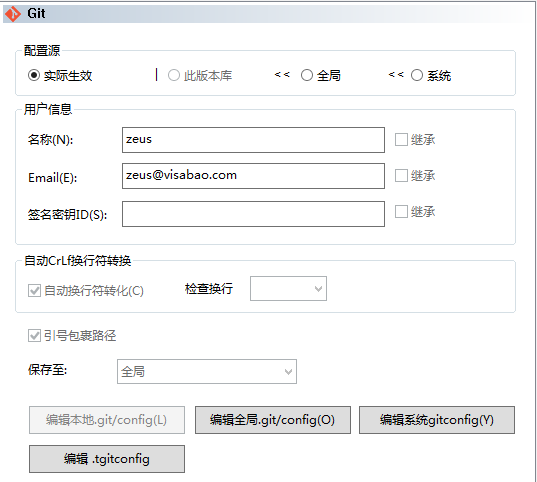 Git
配置源
实际生效 | 此版本库 << 全局 << 系统
用户信息
名称(N): zeus 继承
Email(E): zeus@visabao.com 继承
签名密钥ID(S): 继承
自动CrLf换行符转换
自动换行符转化(C) 检查换行
引号包裹路径
保存至: 全局
编辑本地.git/config(L) 编辑全局.git/config(O) 编辑系统gitconfig(Y)
编辑 .tgitconfig